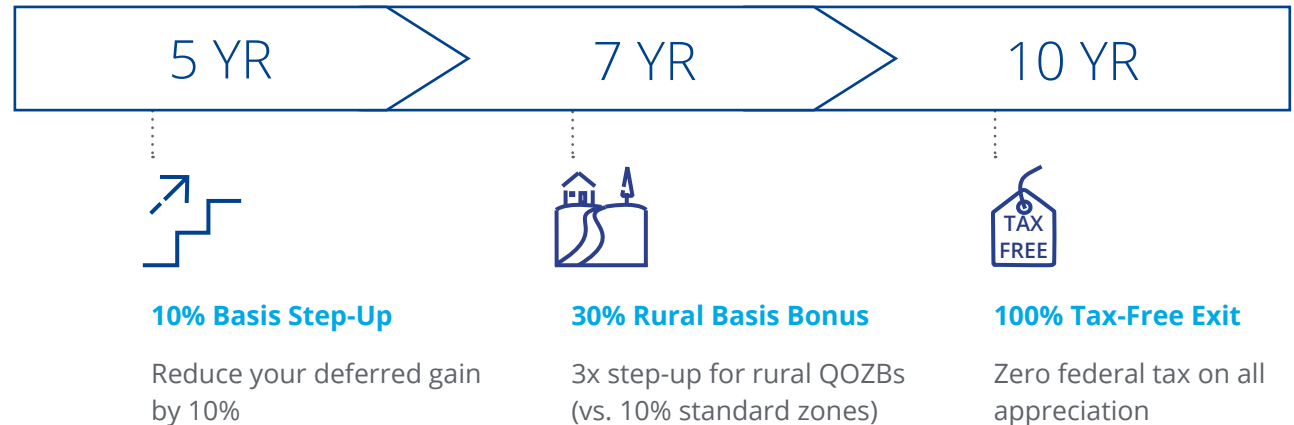 5 YR
7 YR
10 YR
TAX
FREE
10% Basis Step-Up
Reduce your deferred gain
by 10%
30% Rural Basis Bonus
3x step-up for rural QOZBs
(vs. 10% standard zones)
100% Tax-Free Exit
Zero federal tax on all
appreciation